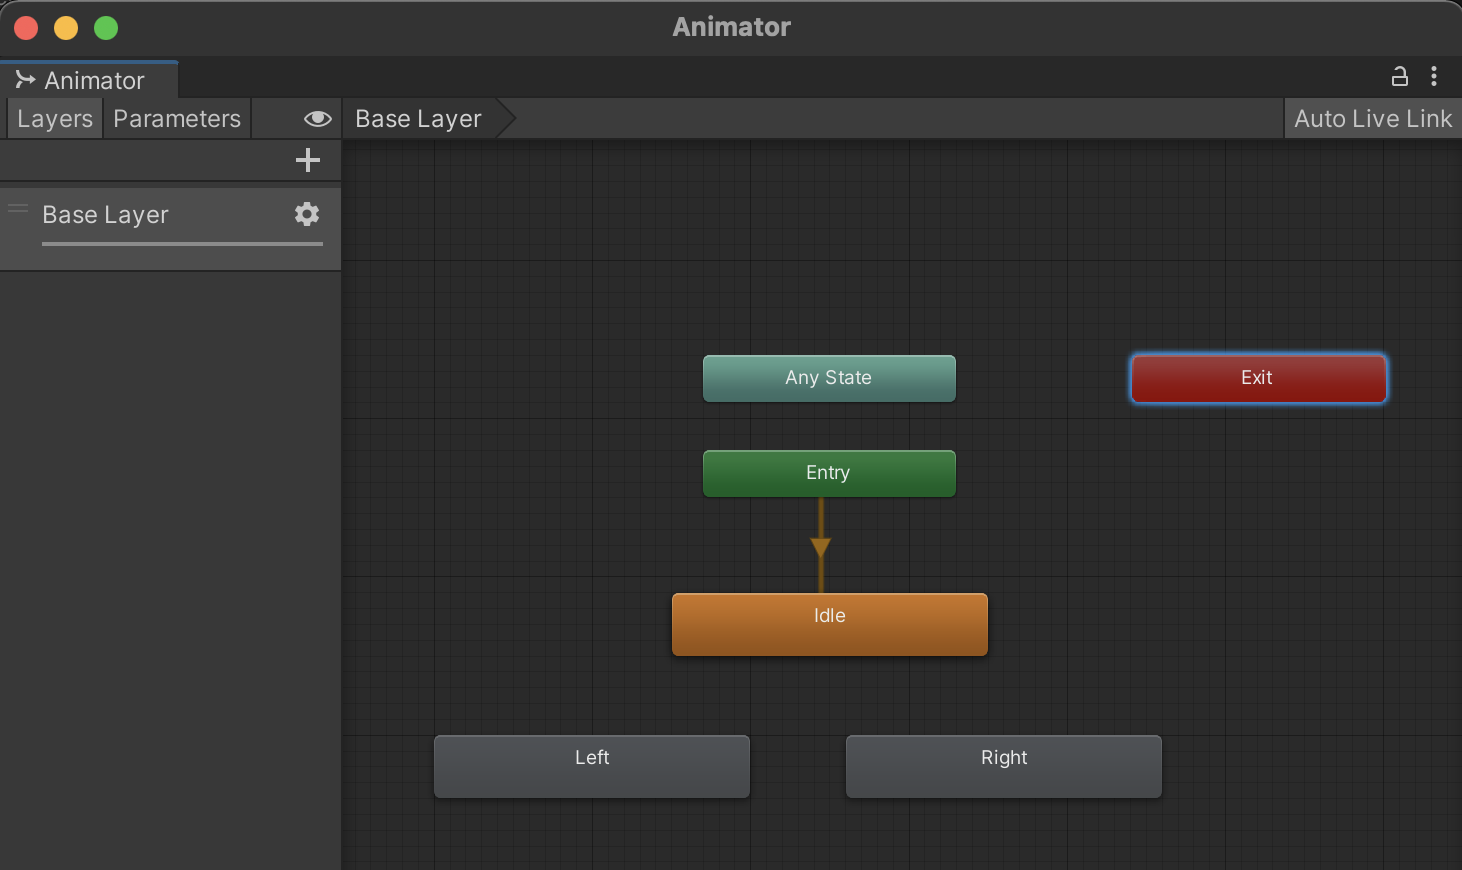 Animator
Animator
Layers Parameters Base Layer Auto Live Link
Base Layer
Any State Exit
Entry
Idle
Left Right